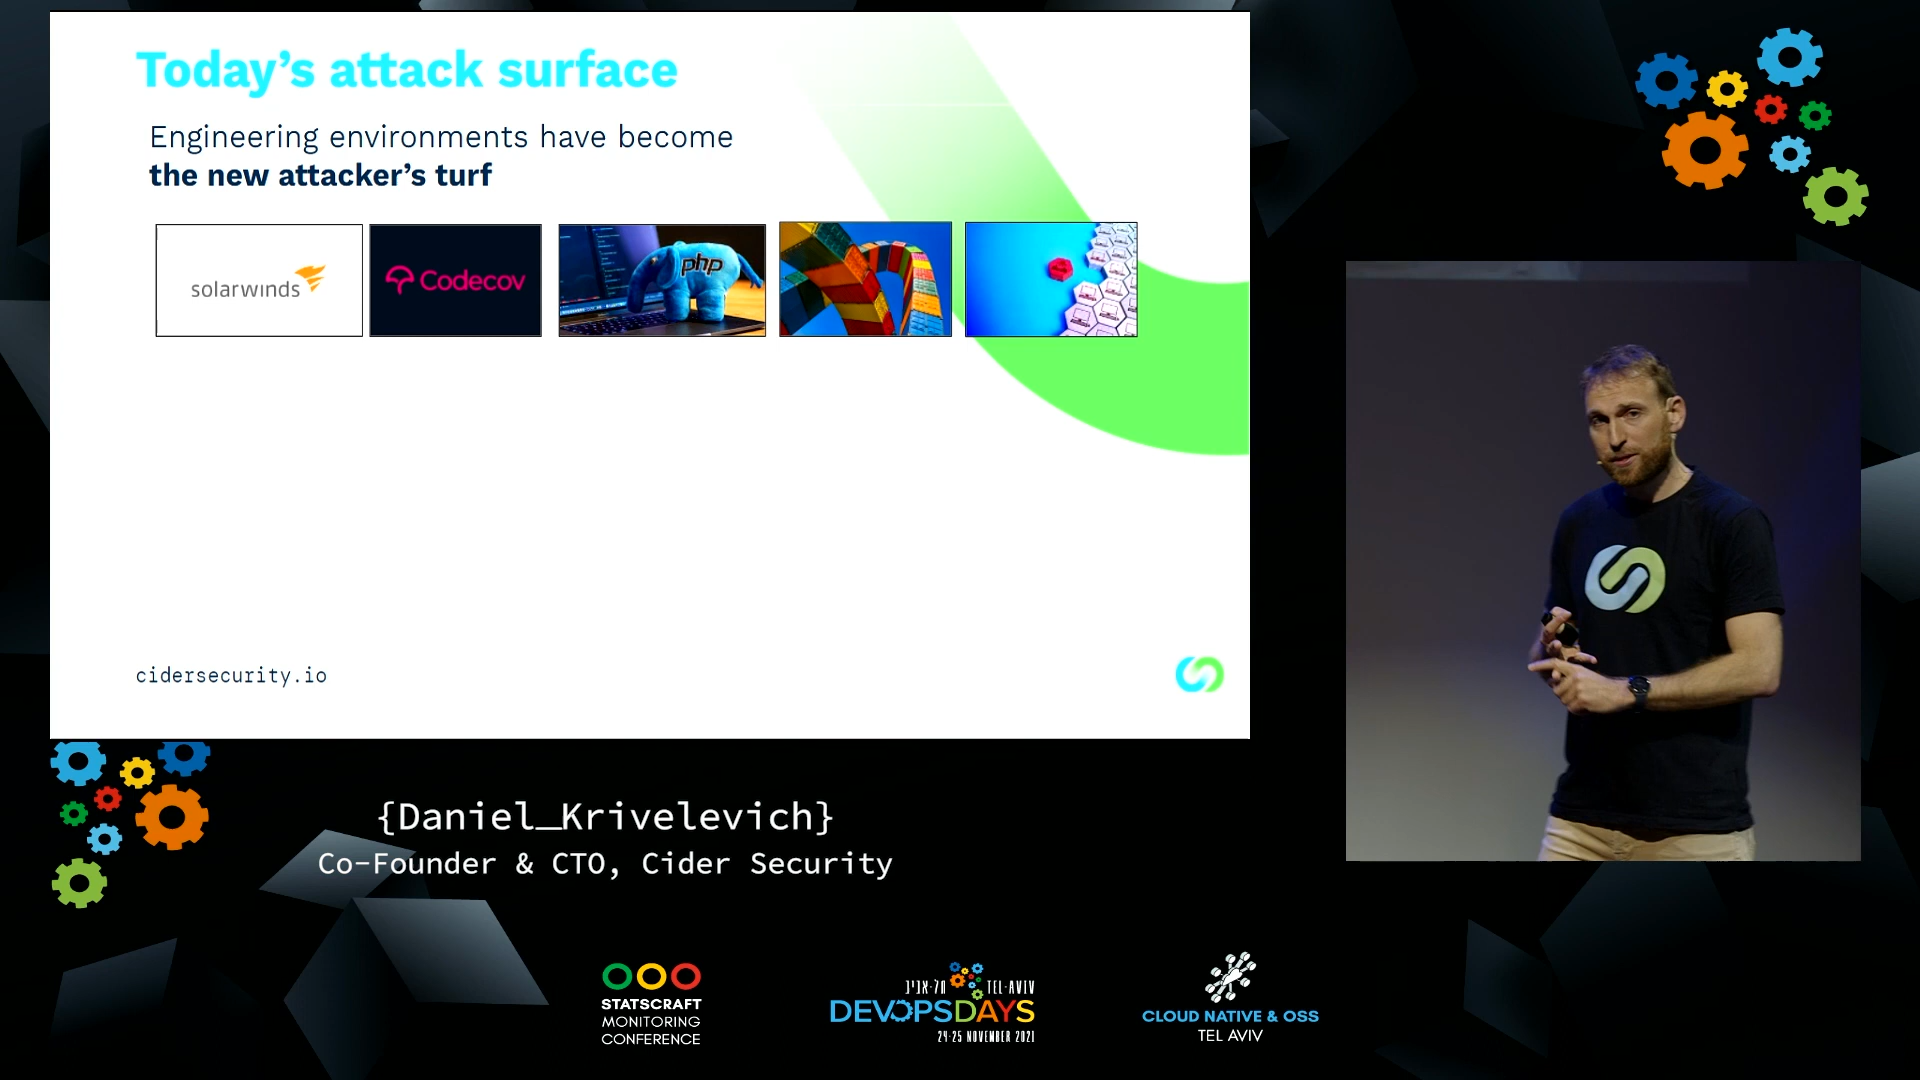 Today's attack surface
Engineering environments have become
the new attacker's turf
solarwinds
Codecov
php
cidersecurity.io
{Daniel_Krivelevich}
Co-Founder & CTO, Cider Security
STATSCRAFT
MONITORING
CONFERENCE
תל-אביב TEL-AVIV
DEVOPSDAYS
24-25 NOVEMBER 2021
CLOUD NATIVE & OSS
TEL AVIV